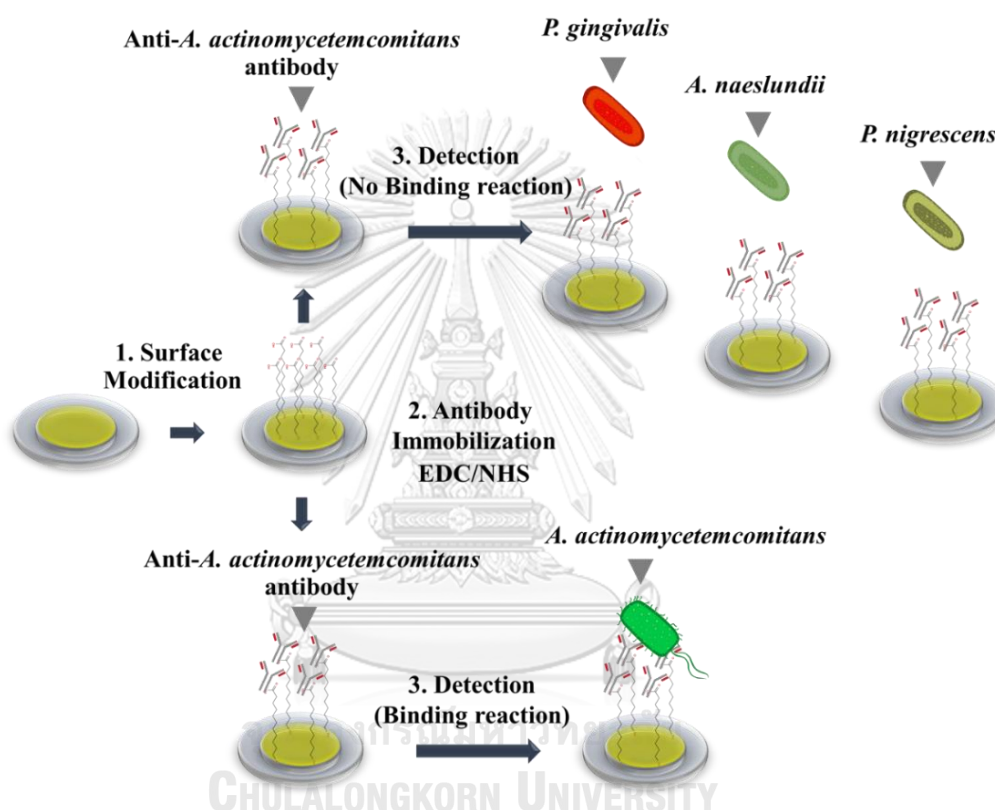 Anti-A. actinomycetemcomitans
antibody
P. gingivalis
A. naeslundii
P. nigrescens
3. Detection
(No Binding reaction)
1. Surface
Modification
2. Antibody
Immobilization
EDC/NHS
Anti-A. actinomycetemcomitans
antibody
A. actinomycetemcomitans
3. Detection
(Binding reaction)
CHULALONGKORN UNIVERSITY